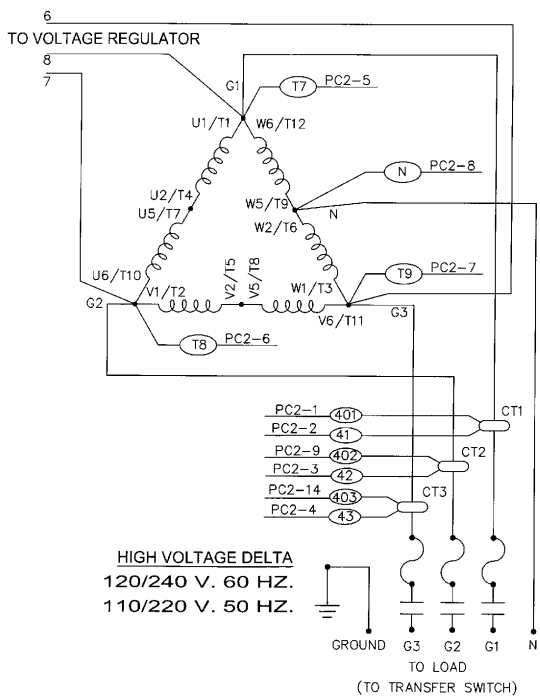 6
TO VOLTAGE REGULATOR
8
7
G1
T7 PC2-5
U1/T1 W6/T12
N PC2-8
U2/T4
U5/T7
W5/T9
N
W2/T6
U6/T10
V1/T2
V2/T5
V5/T8
W1/T3
T9 PC2-7
G2
G3
V6/T11
T8 PC2-6
PC2-1 401 CT1
PC2-2 41
PC2-9 402 CT2
PC2-3 42
PC2-14 403 CT3
PC2-4 43
HIGH VOLTAGE DELTA
120/240 V. 60 HZ.
110/220 V. 50 HZ.
GROUND G3 G2 G1 N
TO LOAD
(TO TRANSFER SWITCH)